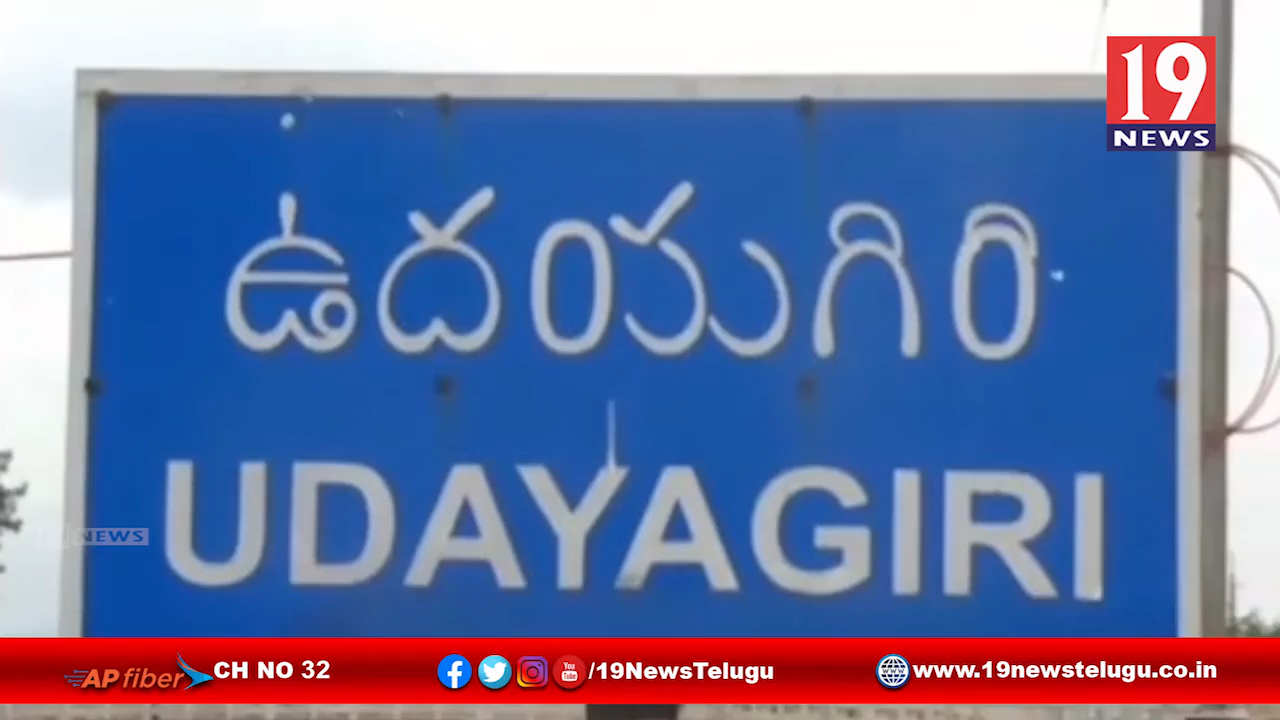 19
NEWS
ఉదయగిరి
UDAYAGIRI
NEWS
AP fiber CH NO 32 /19NewsTelugu www.19newstelugu.co.in